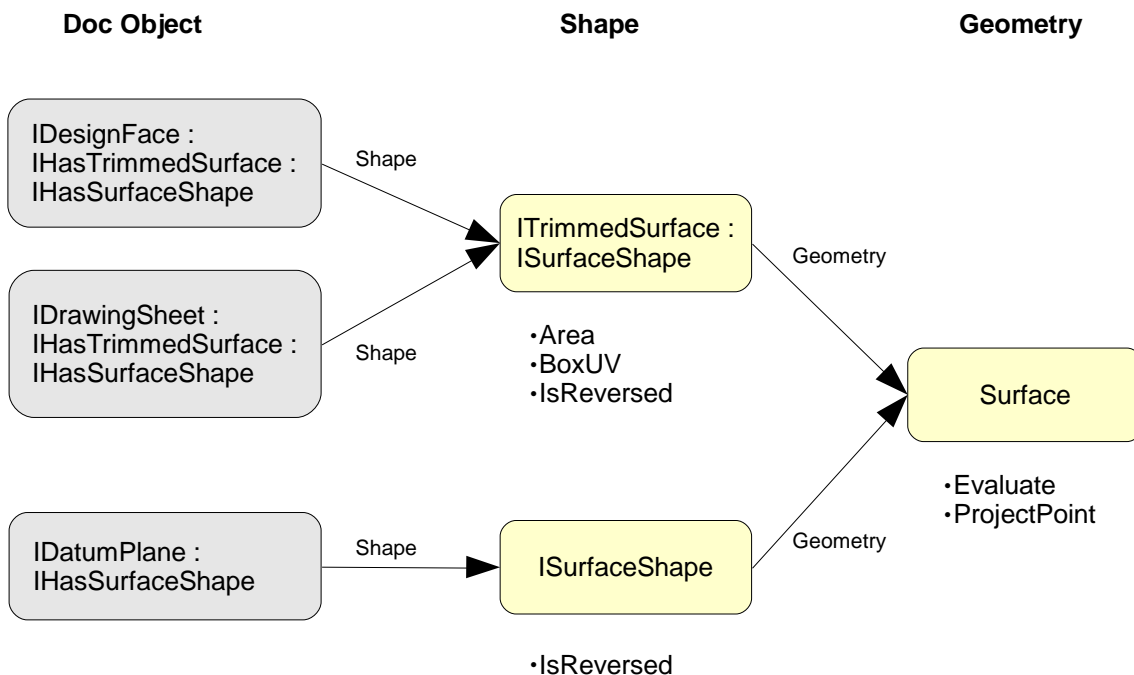 Doc Object
Shape
Geometry
IDesignFace :
IHasTrimmedSurface :
IHasSurfaceShape
Shape
ITrimmedSurface :
ISurfaceShape
Geometry
IDrawingSheet :
IHasTrimmedSurface :
IHasSurfaceShape
Shape
•Area
•BoxUV
•IsReversed
Surface
•Evaluate
•ProjectPoint
IDatumPlane :
IHasSurfaceShape
Shape
ISurfaceShape
Geometry
•IsReversed